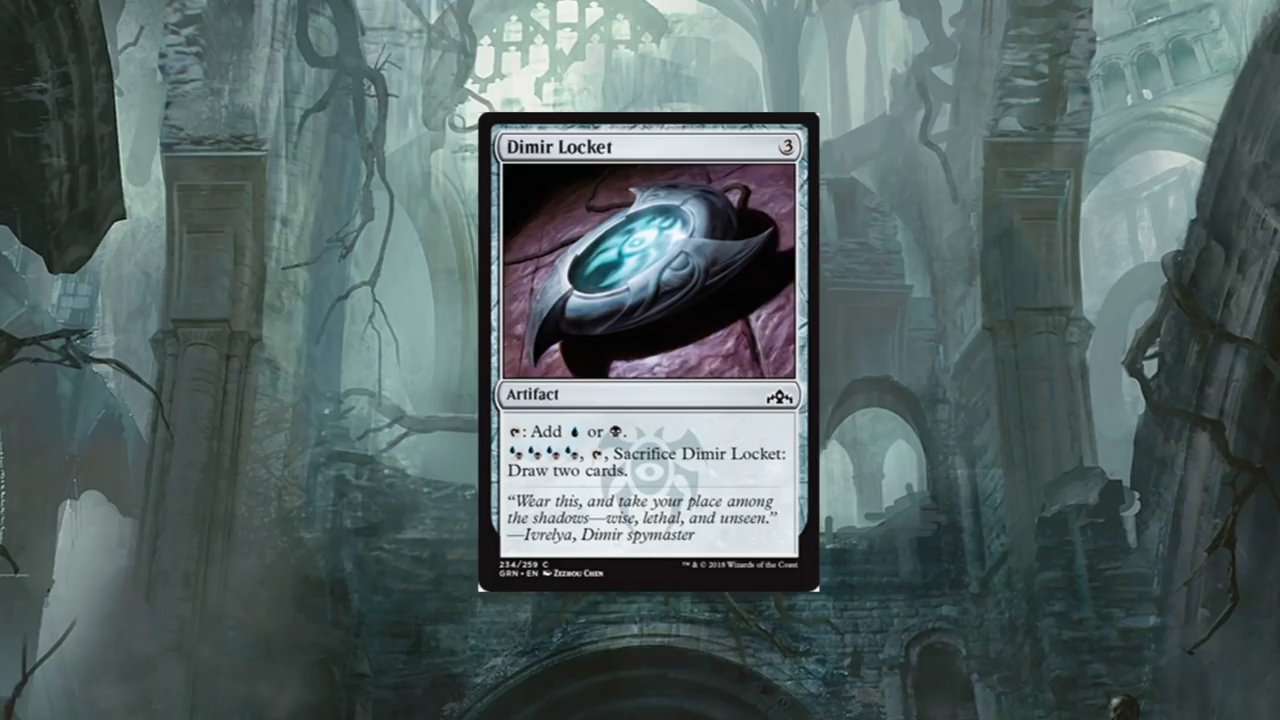 Dimir Locket 3
Artifact
: Add or .
, , Sacrifice Dimir Locket:
Draw two cards.
“Wear this, and take your place among
the shadows—wise, lethal, and unseen.”
—Ivrelya, Dimir spymaster
234/259 C
GRN • EN Zezhou Chen
™ & © 2018 Wizards of the Coast